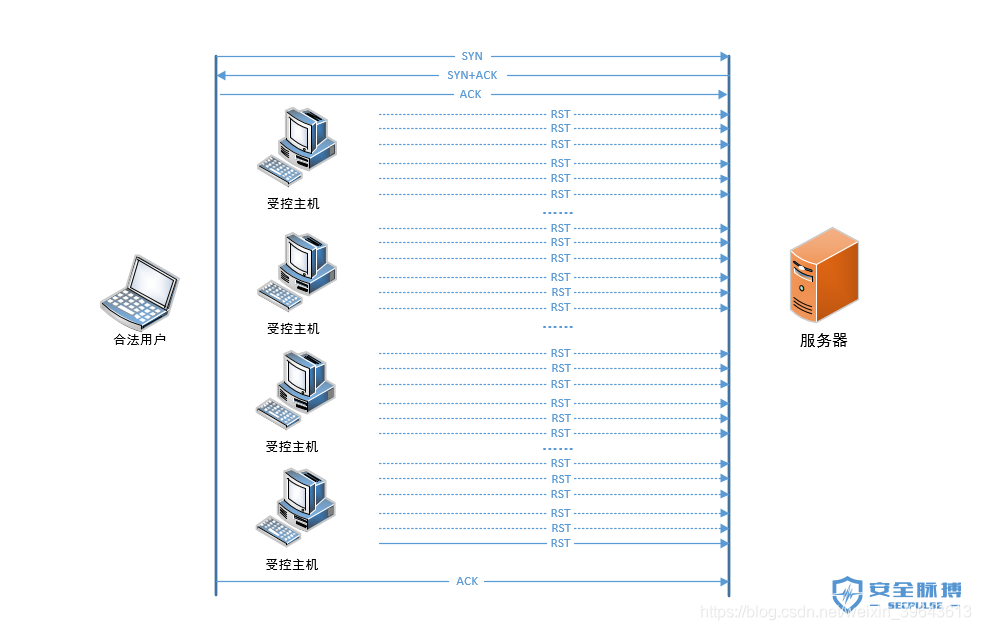 SYN
SYN+ACK
ACK
RST
RST
RST
RST
RST
RST
受控主机
......
RST
RST
RST
RST
RST
RST
受控主机
......
合法用户
服务器
RST
RST
RST
RST
RST
RST
受控主机
......
RST
RST
RST
RST
RST
RST
受控主机
ACK
安全脉搏
SECPULSE
https://blog.csdn.net/weixin_39643613